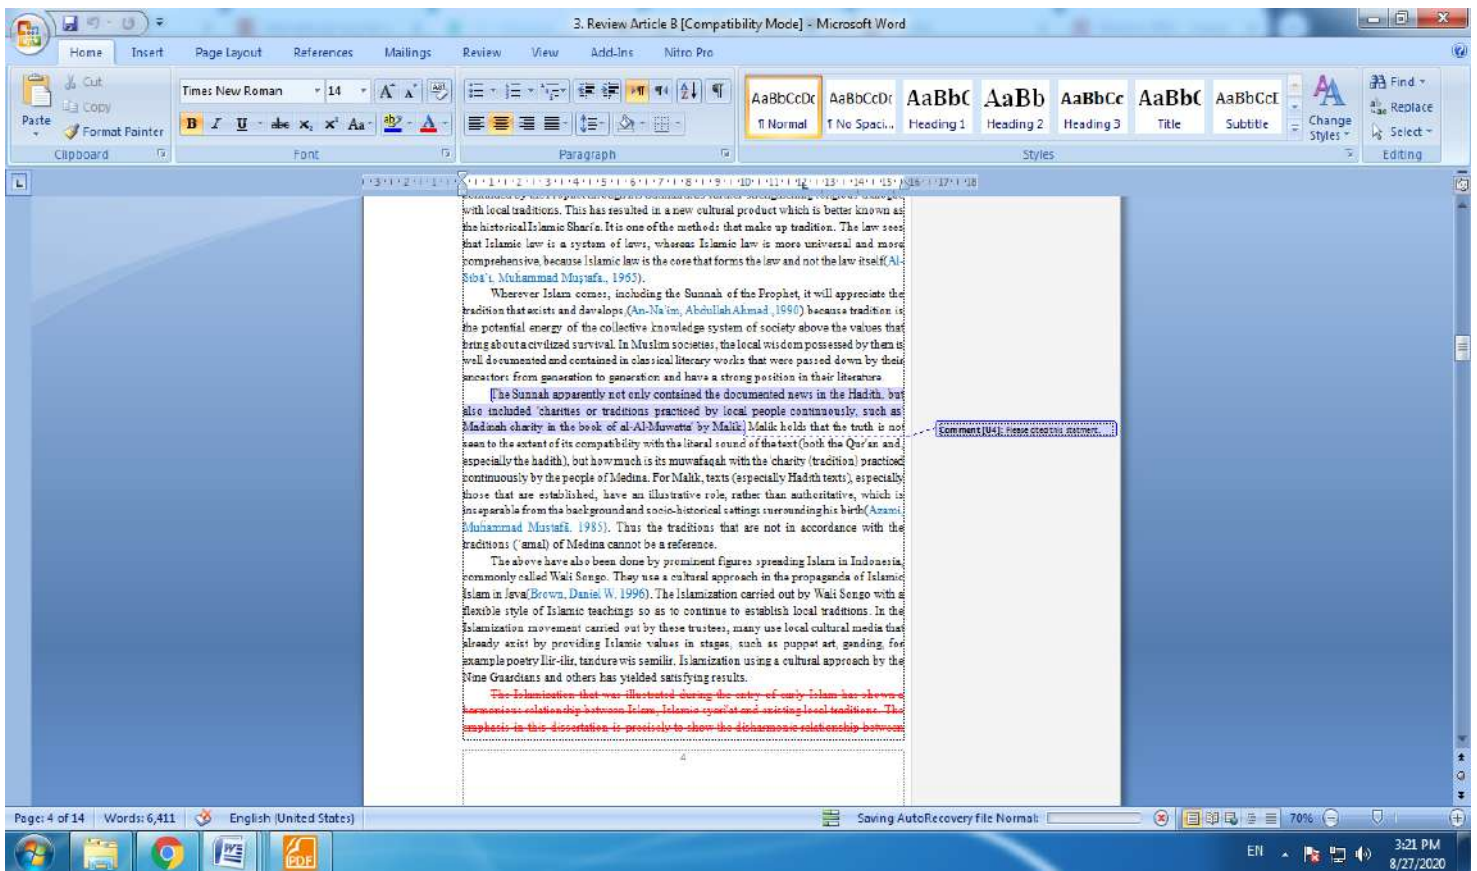 3. Review Article B [Compatibility Mode] - Microsoft Word
Home Insert Page Layout References Mailings Review View Add-Ins Nitro Pro
Paste
Cut
Copy
Format Painter
Clipboard
Times New Roman 14
Font
Paragraph
AaBbCcDc AaBbCcDc AaBbC AaBb AaBbCc AaBbC AaBbCcI
¶ Normal ¶ No Spaci... Heading 1 Heading 2 Heading 3 Title Subtitle
Change Styles
Styles
Find
Replace
Select
Editing
with local traditions. This has resulted in a new cultural product which is better known as
the historical Islamic Shari'a. It is one of the methods that make up tradition. The law sees
that Islamic law is a system of laws, whereas Islamic law is more universal and more
comprehensive, because Islamic law is the core that forms the law and not the law itself(Al-
Siba'i, Muhammad Muṣṭafa., 1965).
Wherever Islam comes, including the Sunnah of the Prophet, it will appreciate the
tradition that exists and develops,(An-Na'im, Abdullah Ahmad ,1990) because tradition is
the potential energy of the collective knowledge system of society above the values that
bring about a civilized survival. In Muslim societies, the local wisdom possessed by them is
well documented and contained in classical literary works that were passed down by their
ancestors from generation to generation and have a strong position in their literature.
The Sunnah apparently not only contained the documented news in the Hadith, but
also included 'charities or traditions practiced by local people continuously, such as
Madinah charity in the book of al-Al-Muwatta' by Malik. Malik holds that the truth is not
seen to the extent of its compatibility with the literal sound of the text (both the Qur'an and,
especially the hadith), but how much is its muwafaqah with the 'charity (tradition) practiced
continuously by the people of Medina. For Malik, texts (especially Hadith texts), especially
those that are established, have an illustrative role, rather than authoritative, which is
inseparable from the background and socio-historical settings surrounding his birth(Azami,
Muhammad Mustafā. 1985). Thus the traditions that are not in accordance with the
traditions ('amal) of Medina cannot be a reference.
The above have also been done by prominent figures spreading Islam in Indonesia,
commonly called Wali Songo. They use a cultural approach in the propaganda of Islamic
Islam in Java(Brown, Daniel W, 1996). The Islamization carried out by Wali Songo with a
flexible style of Islamic teachings so as to continue to establish local traditions. In the
Islamization movement carried out by these trustees, many use local cultural media that
already exist by providing Islamic values in stages, such as puppet art, gending, for
example poetry Ilir-ilir, tandure wis semilir. Islamization using a cultural approach by the
Nine Guardians and others has yielded satisfying results.
The Islamization that was illustrated during the entry of early Islam has shown a
harmonious relationship between Islam, Islamic syari'at and existing local traditions. The
emphasis in this dissertation is precisely to show the disharmonic relationship between
Comment [U4]: Please cited this statment.
4
Page: 4 of 14 Words: 6,411 English (United States) Saving AutoRecovery file Normal: 70%
EN
3:21 PM
8/27/2020